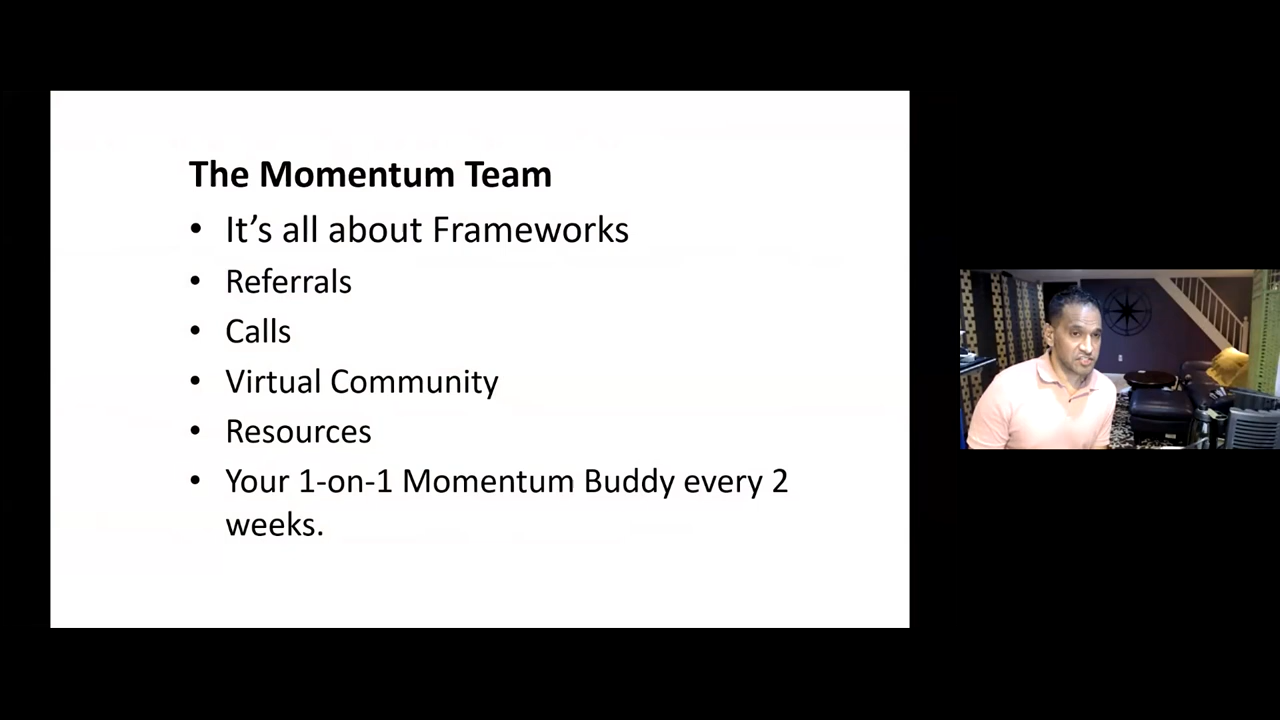 The Momentum Team
• It’s all about Frameworks
• Referrals
• Calls
• Virtual Community
• Resources
• Your 1-on-1 Momentum Buddy every 2
weeks.